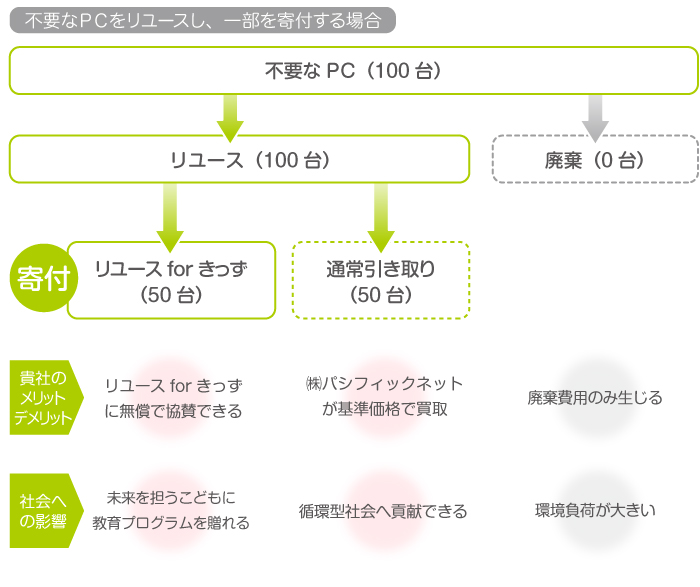 不要なPCをリユースし、一部を寄付する場合
不要な PC（100 台）
リユース（100 台）
廃棄（0 台）
寄付
リユース for きっず
（50 台）
通常引き取り
（50 台）
貴社の
メリット
デメリット
リユース for きっず
に無償で協賛できる
㈱パシフィックネット
が基準価格で買取
廃棄費用のみ生じる
社会へ
の影響
未来を担うこどもに
教育プログラムを贈れる
循環型社会へ貢献できる
環境負荷が大きい